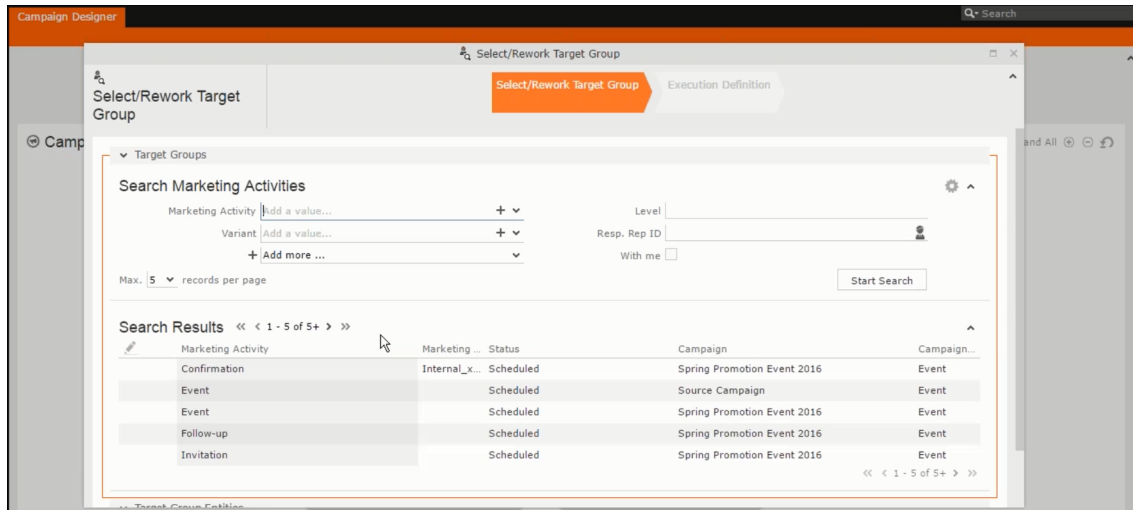 Campaign Designer
Search
Select/Rework Target Group
Select/Rework Target
Group
Select/Rework Target Group
Execution Definition
Camp
and All
Target Groups
Search Marketing Activities
Marketing Activity Add a value...
Level
Variant Add a value...
Resp. Rep ID
+ Add more ...
With me
Max. 5 records per page
Start Search
Search Results « < 1 - 5 of 5+ > »
Marketing Activity Marketing ... Status Campaign Campaign...
Confirmation Internal_x... Scheduled Spring Promotion Event 2016 Event
Event Scheduled Source Campaign Event
Event Scheduled Spring Promotion Event 2016 Event
Follow-up Scheduled Spring Promotion Event 2016 Event
Invitation Scheduled Spring Promotion Event 2016 Event
« < 1 - 5 of 5+ > »
Target Group Entities